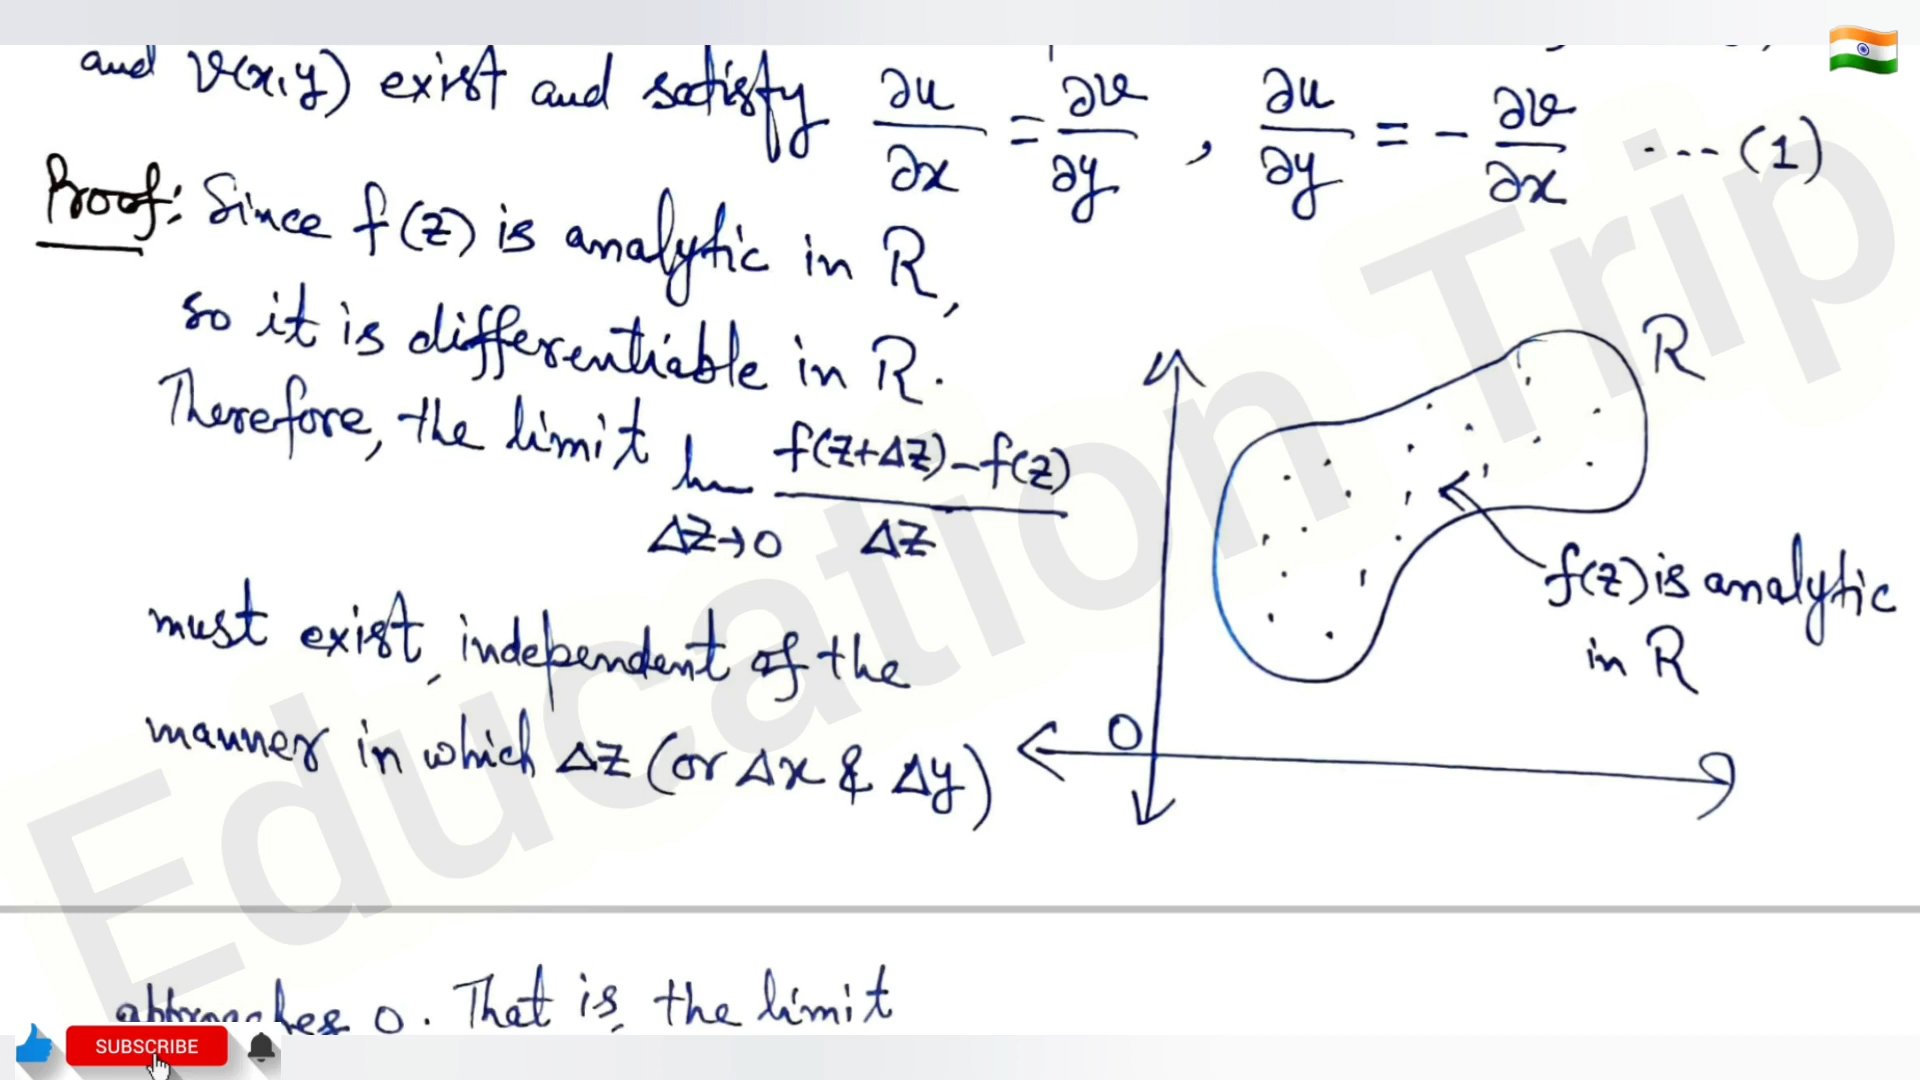 and v(x,y) exist and satisfy ∂u/∂x = ∂v/∂y , ∂u/∂y = - ∂v/∂x ---- (1)
Proof: Since f(z) is analytic in R,
so it is differentiable in R.
Therefore, the limit lim Δz→0 f(z+Δz)-f(z)/Δz
must exist, independent of the
manner in which Δz (or Δx & Δy)
approaches 0. That is, the limit
R
f(z) is analytic
in R
O
Education Trip
SUBSCRIBE